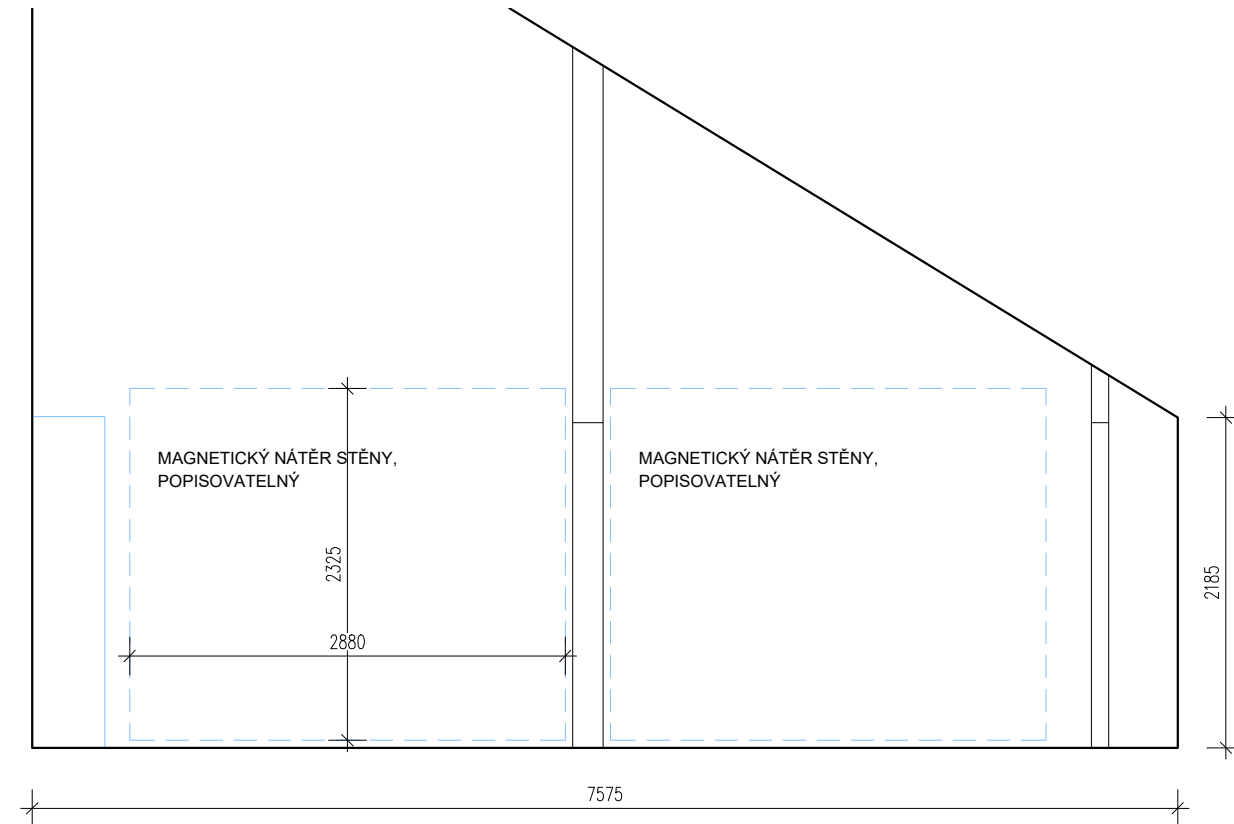 MAGNETICKÝ NÁTĚR STĚNY,
POPISOVATELNÝ
MAGNETICKÝ NÁTĚR STĚNY,
POPISOVATELNÝ
2325
2880
2185
7575